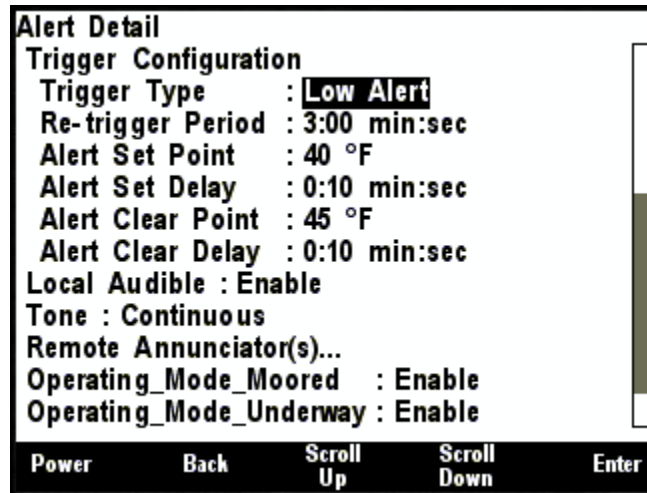 Alert Detail
Trigger Configuration
Trigger Type : Low Alert
Re-trigger Period : 3:00 min:sec
Alert Set Point : 40 °F
Alert Set Delay : 0:10 min:sec
Alert Clear Point : 45 °F
Alert Clear Delay : 0:10 min:sec
Local Audible : Enable
Tone : Continuous
Remote Annunciator(s)...
Operating_Mode_Moored : Enable
Operating_Mode_Underway : Enable
Power
Back
Scroll
Up
Scroll
Down
Enter